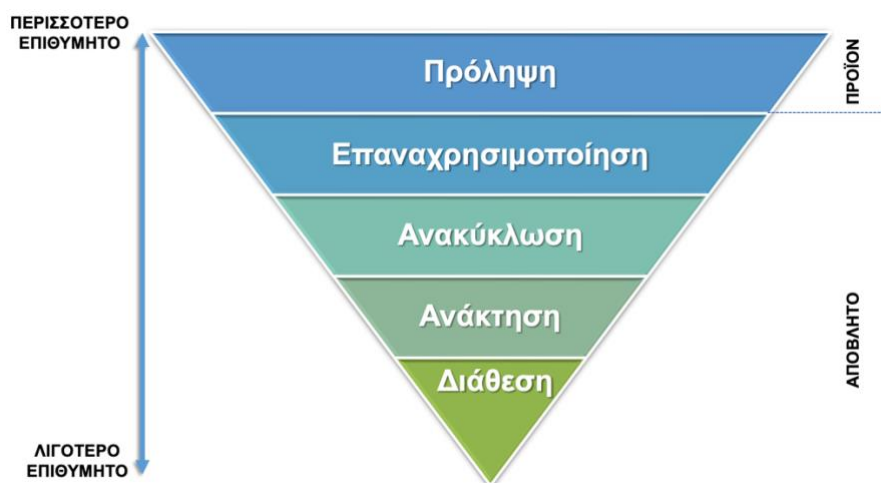 ΠΕΡΙΣΣΟΤΕΡΟ
ΕΠΙΘΥΜΗΤΟ
Πρόληψη
ΠΡΟΪΟΝ
Επαναχρησιμοποίηση
Ανακύκλωση
Ανάκτηση
ΑΠΟΒΛΗΤΟ
Διάθεση
ΛΙΓΟΤΕΡΟ
ΕΠΙΘΥΜΗΤΟ